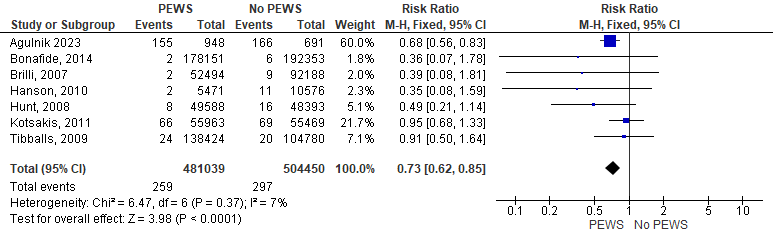 PEWS No PEWS Risk Ratio Risk Ratio
Study or Subgroup Events Total Events Total Weight M-H, Fixed, 95% CI M-H, Fixed, 95% CI
Agulnik 2023 155 948 166 691 60.0% 0.68 [0.56, 0.83]
Bonafide, 2014 2 178151 6 192353 1.8% 0.36 [0.07, 1.78]
Brilli, 2007 2 52494 9 92188 2.0% 0.39 [0.08, 1.81]
Hanson, 2010 2 5471 11 10576 2.3% 0.35 [0.08, 1.59]
Hunt, 2008 8 49588 16 48393 5.1% 0.49 [0.21, 1.14]
Kotsakis, 2011 66 55963 69 55469 21.7% 0.95 [0.68, 1.33]
Tibballs, 2009 24 138424 20 104780 7.1% 0.91 [0.50, 1.64]
Total (95% CI) 481039 504450 100.0% 0.73 [0.62, 0.85]
Total events 259 297
Heterogeneity: Chi² = 6.47, df = 6 (P = 0.37); I² = 7%
Test for overall effect: Z = 3.98 (P < 0.0001)
0.1 0.2 0.5 1 2 5 10
PEWS No PEWS